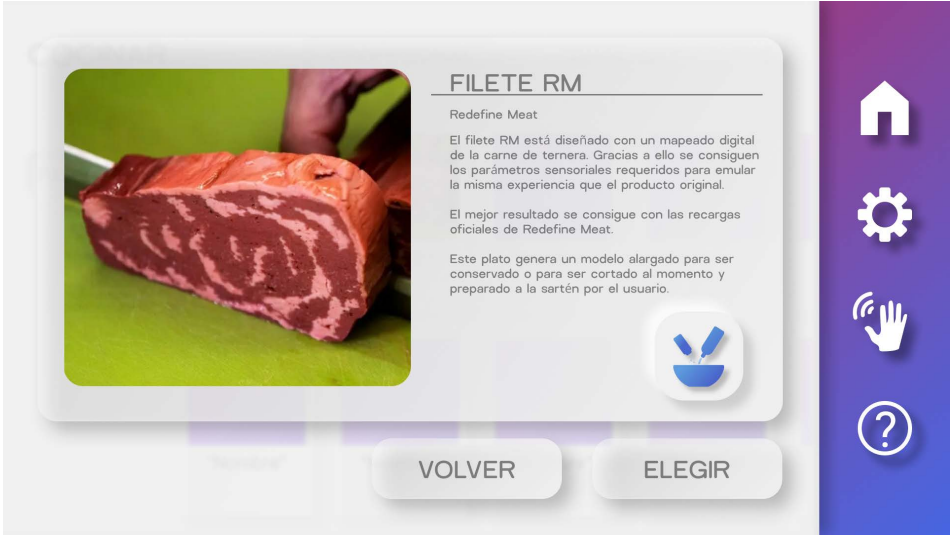 FILETE RM
Redefine Meat
El filete RM está diseñado con un mapeado digital
de la carne de ternera. Gracias a ello se consiguen
los parámetros sensoriales requeridos para emular
la misma experiencia que el producto original.
El mejor resultado se consigue con las recargas
oficiales de Redefine Meat.
Este plato genera un modelo alargado para ser
conservado o para ser cortado al momento y
preparado a la sartén por el usuario.
VOLVER
ELEGIR